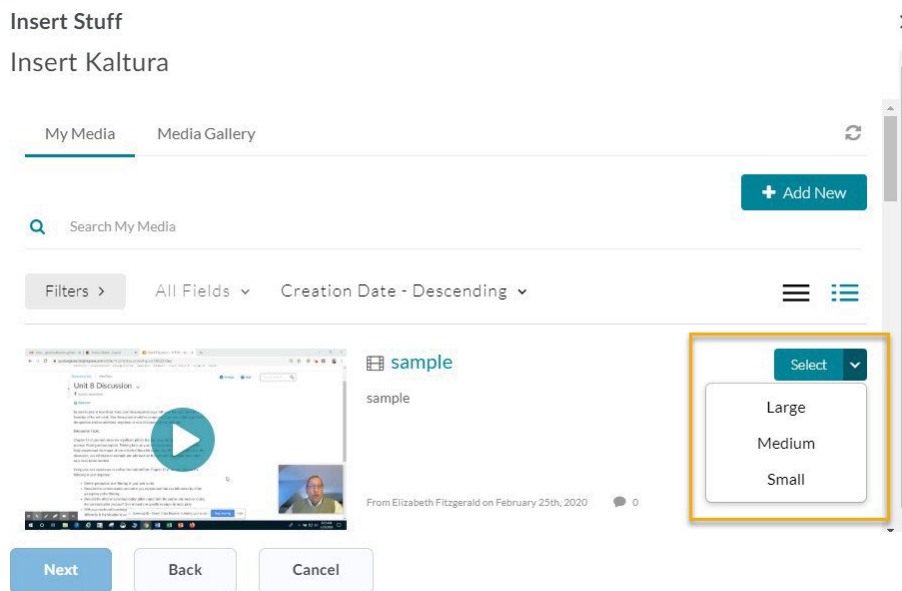 Insert Stuff
Insert Kaltura
My Media Media Gallery
+ Add New
Search My Media
Filters > All Fields Creation Date - Descending
Unit 8 Discussion
sample
sample
From Elizabeth Fitzgerald on February 25th, 2020 0
Select
Large
Medium
Small
Next Back Cancel